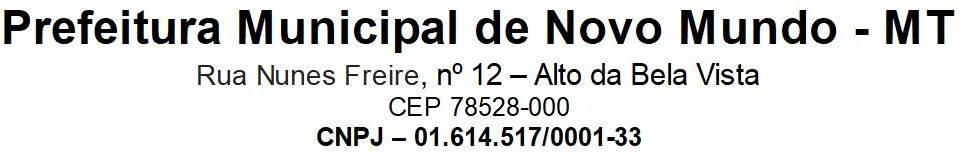 Prefeitura Municipal de Novo Mundo - MT
Rua Nunes Freire, nº 12 – Alto da Bela Vista
CEP 78528-000
CNPJ – 01.614.517/0001-33